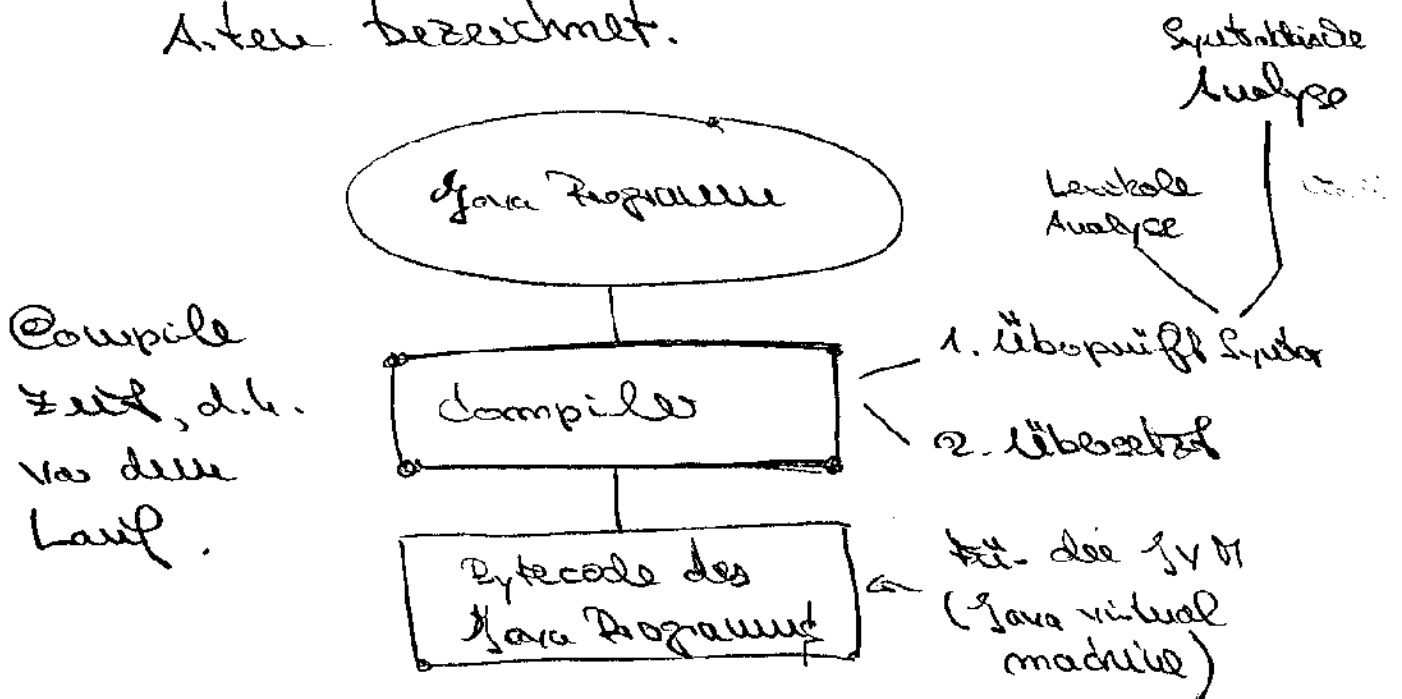 Arten bezeichnet.
Syntaktische
Analyse
Java Programm
Lexikale
Analyse
Compile
Zeit, d.h.
vor dem
Lauf.
Compiler
1. Überprüft Syntax
2. Übersetzt
Bytecode des
Java Programms
für die JVM
(Java virtual
machine)